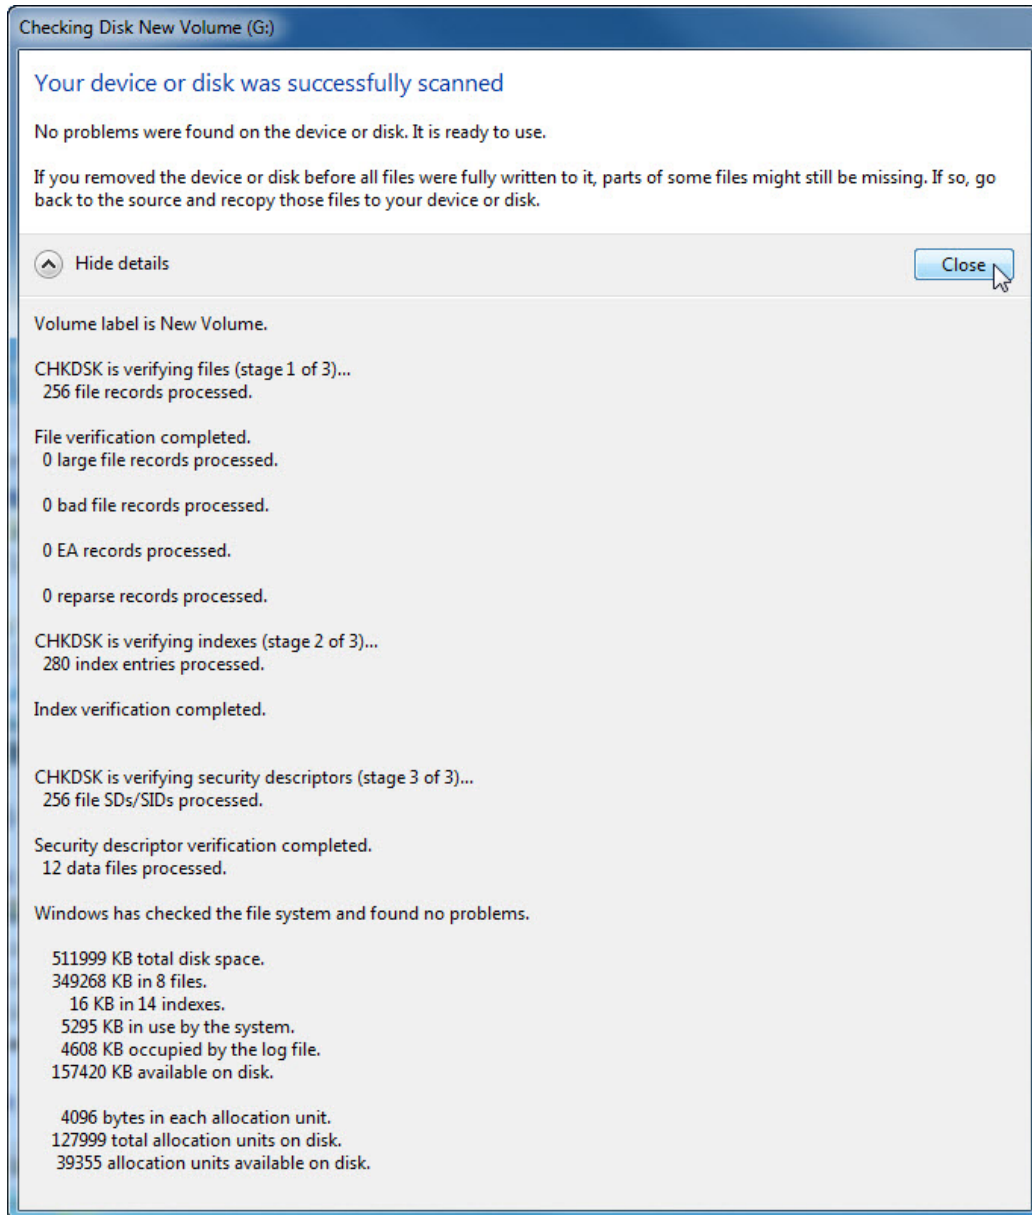 Checking Disk New Volume (G:)
Your device or disk was successfully scanned
No problems were found on the device or disk. It is ready to use.
If you removed the device or disk before all files were fully written to it, parts of some files might still be missing. If so, go
back to the source and recopy those files to your device or disk.
Hide details
Close
Volume label is New Volume.
CHKDSK is verifying files (stage 1 of 3)...
256 file records processed.
File verification completed.
0 large file records processed.
0 bad file records processed.
0 EA records processed.
0 reparse records processed.
CHKDSK is verifying indexes (stage 2 of 3)...
280 index entries processed.
Index verification completed.
CHKDSK is verifying security descriptors (stage 3 of 3)...
256 file SDs/SIDs processed.
Security descriptor verification completed.
12 data files processed.
Windows has checked the file system and found no problems.
511999 KB total disk space.
349268 KB in 8 files.
16 KB in 14 indexes.
5295 KB in use by the system.
4608 KB occupied by the log file.
157420 KB available on disk.
4096 bytes in each allocation unit.
127999 total allocation units on disk.
39355 allocation units available on disk.